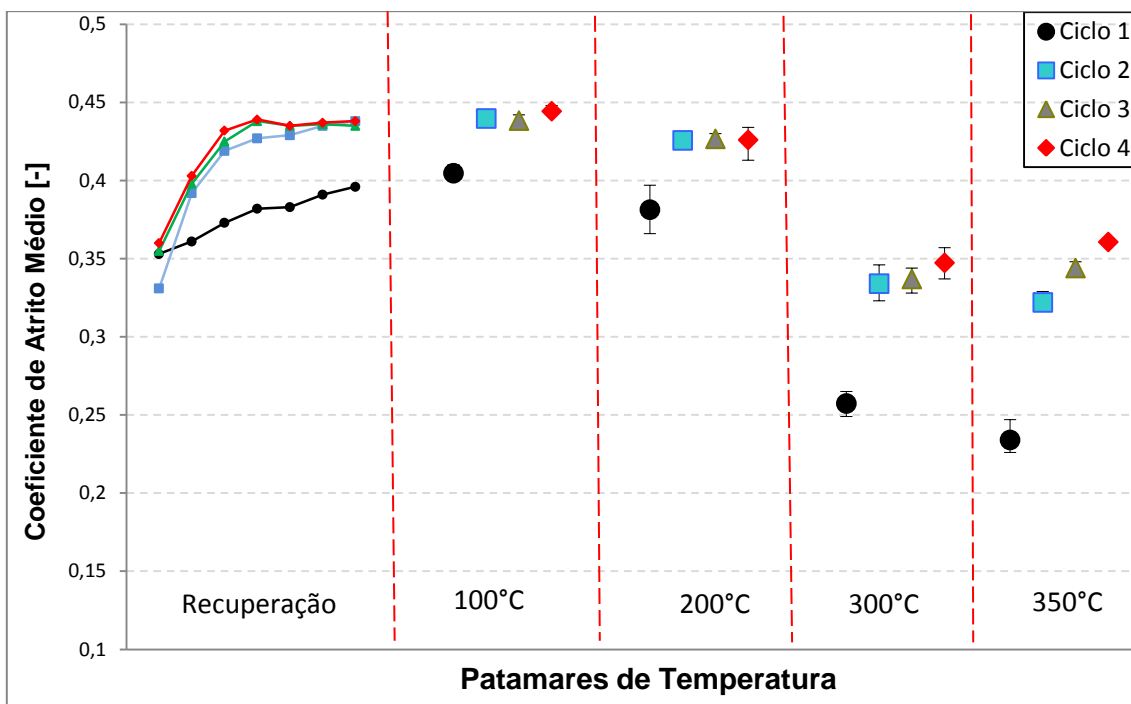 0,5
0,45
0,4
0,35
0,3
0,25
0,2
0,15
0,1
Coeficiente de Atrito Médio [-]
Ciclo 1
Ciclo 2
Ciclo 3
Ciclo 4
Recuperação
100°C
200°C
300°C
350°C
Patamares de Temperatura